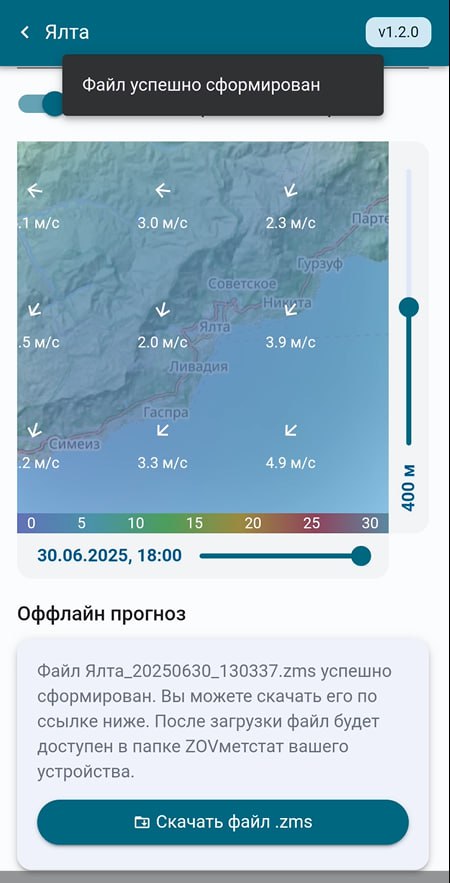 Ялта
v1.2.0
Файл успешно сформирован
.1 м/с
3.0 м/с
2.3 м/с
Парте
Гурзуф
Советское
Никита
.5 м/с
2.0 м/с
3.9 м/с
Ялта
Ливадия
Гаспра
Симеиз
.2 м/с
3.3 м/с
4.9 м/с
400 м
0 5 10 15 20 25 30
30.06.2025, 18:00
Оффлайн прогноз
Файл Ялта_20250630_130337.zms успешно
сформирован. Вы можете скачать его по
ссылке ниже. После загрузки файл будет
доступен в папке ZOVметстат вашего
устройства.
Скачать файл .zms